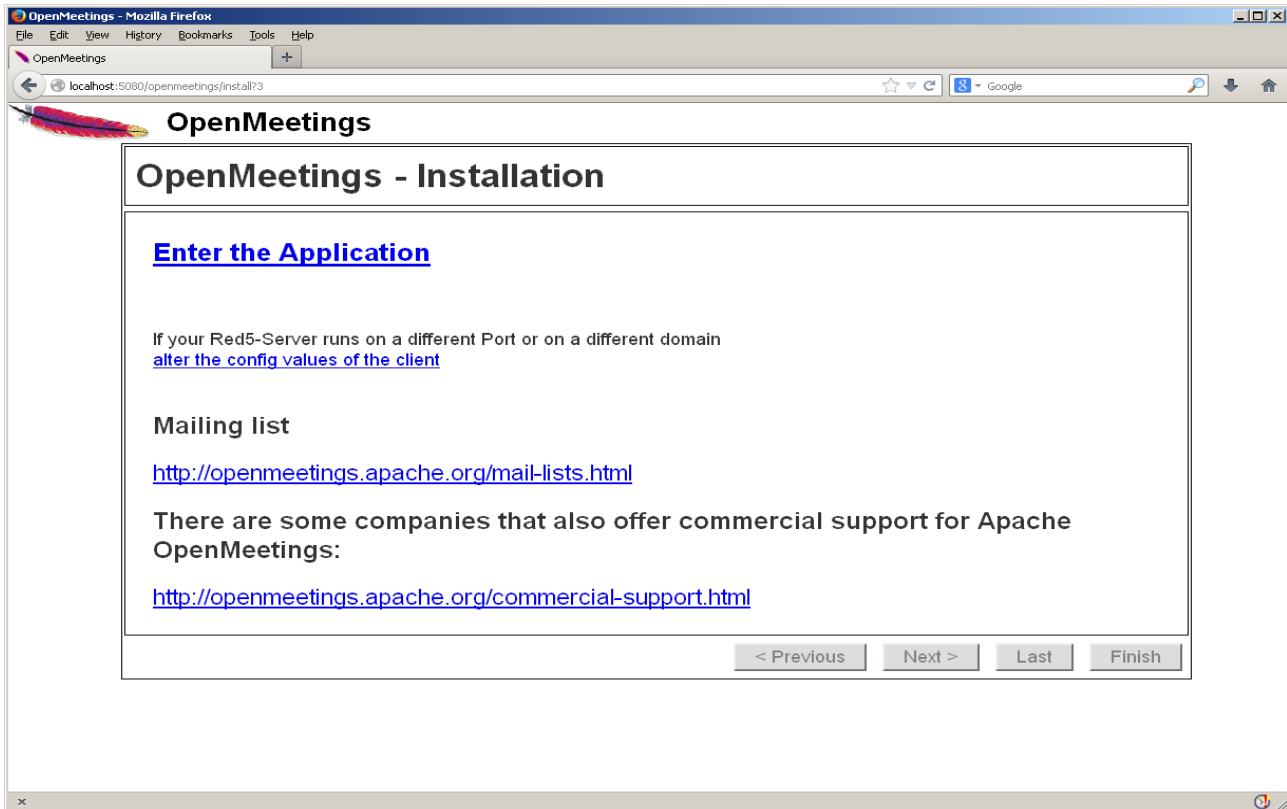 OpenMeetings - Mozilla Firefox
File Edit View History Bookmarks Tools Help
OpenMeetings +
localhost:5080/openmeetings/install?3
8 Google
OpenMeetings
OpenMeetings - Installation
Enter the Application
If your Red5-Server runs on a different Port or on a different domain
alter the config values of the client
Mailing list
http://openmeetings.apache.org/mail-lists.html
There are some companies that also offer commercial support for Apache
OpenMeetings:
http://openmeetings.apache.org/commercial-support.html
< Previous Next > Last Finish
x